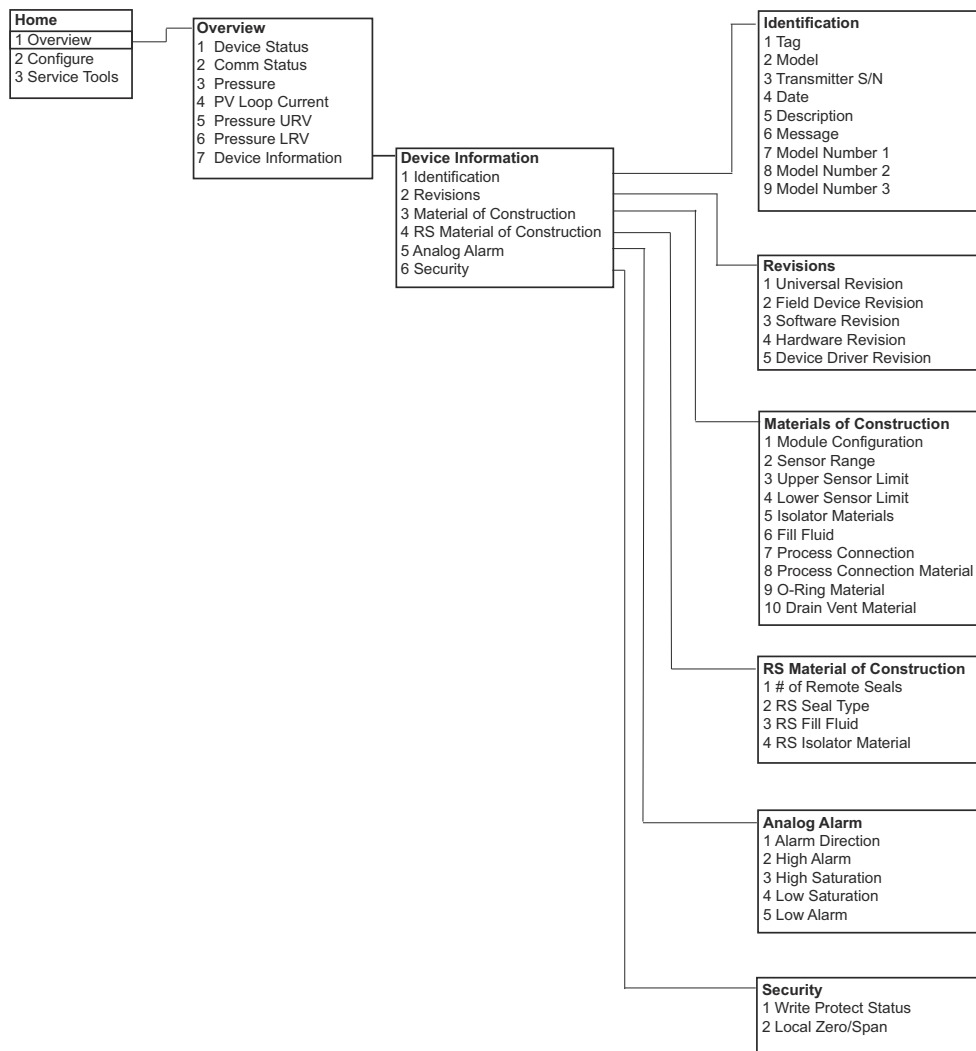 Home
1 Overview
2 Configure
3 Service Tools
Overview
1 Device Status
2 Comm Status
3 Pressure
4 PV Loop Current
5 Pressure URV
6 Pressure LRV
7 Device Information
Device Information
1 Identification
2 Revisions
3 Material of Construction
4 RS Material of Construction
5 Analog Alarm
6 Security
Identification
1 Tag
2 Model
3 Transmitter S/N
4 Date
5 Description
6 Message
7 Model Number 1
8 Model Number 2
9 Model Number 3
Revisions
1 Universal Revision
2 Field Device Revision
3 Software Revision
4 Hardware Revision
5 Device Driver Revision
Materials of Construction
1 Module Configuration
2 Sensor Range
3 Upper Sensor Limit
4 Lower Sensor Limit
5 Isolator Materials
6 Fill Fluid
7 Process Connection
8 Process Connection Material
9 O-Ring Material
10 Drain Vent Material
RS Material of Construction
1 # of Remote Seals
2 RS Seal Type
3 RS Fill Fluid
4 RS Isolator Material
Analog Alarm
1 Alarm Direction
2 High Alarm
3 High Saturation
4 Low Saturation
5 Low Alarm
Security
1 Write Protect Status
2 Local Zero/Span